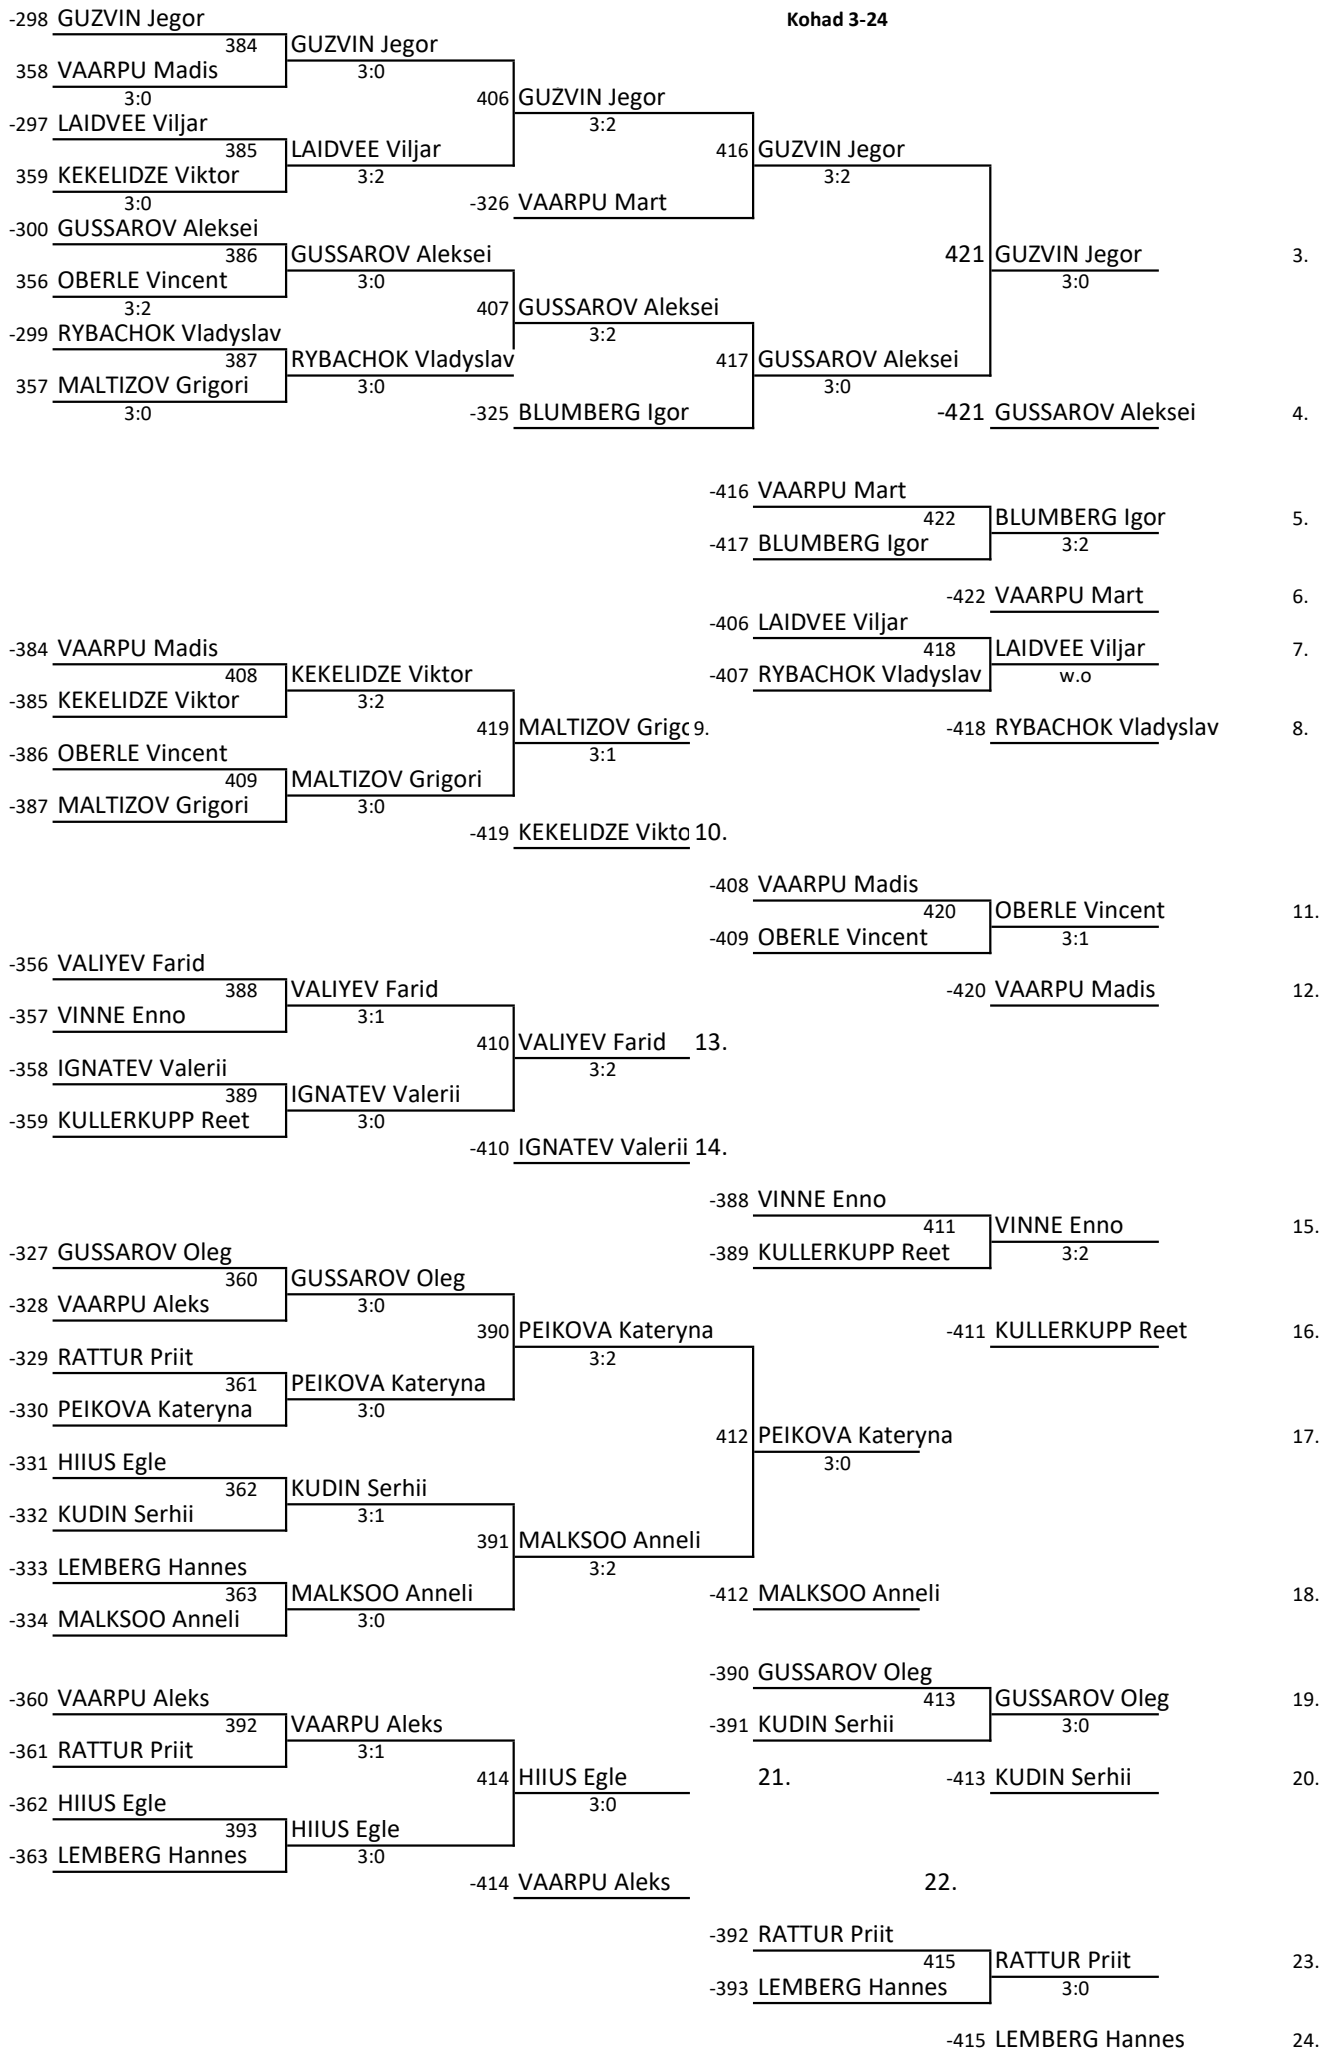 Kohad 3-24
-298 GUZVIN Jegor
384 GUZVIN Jegor
358 VAARPU Madis 3:0
3:0 406 GUZVIN Jegor
-297 LAIDVEE Viljar 3:2
385 LAIDVEE Viljar 416 GUZVIN Jegor
359 KEKELIDZE Viktor 3:2 3:2
3:0 -326 VAARPU Mart
-300 GUSSAROV Aleksei
386 GUSSAROV Aleksei 421 GUZVIN Jegor 3.
356 OBERLE Vincent 3:0 3:0
3:2 407 GUSSAROV Aleksei
-299 RYBACHOK Vladyslav 3:2
387 RYBACHOK Vladyslav 417 GUSSAROV Aleksei
357 MALTIZOV Grigori 3:0 3:0
3:0 -325 BLUMBERG Igor -421 GUSSAROV Aleksei 4.
-416 VAARPU Mart
422 BLUMBERG Igor 5.
-417 BLUMBERG Igor 3:2
-422 VAARPU Mart 6.
-406 LAIDVEE Viljar
-384 VAARPU Madis 418 LAIDVEE Viljar 7.
408 KEKELIDZE Viktor -407 RYBACHOK Vladyslav w.o
-385 KEKELIDZE Viktor 3:2
419 MALTIZOV Grigo 9. -418 RYBACHOK Vladyslav 8.
-386 OBERLE Vincent 3:1
409 MALTIZOV Grigori
-387 MALTIZOV Grigori 3:0
-419 KEKELIDZE Vikto 10.
-408 VAARPU Madis
420 OBERLE Vincent 11.
-409 OBERLE Vincent 3:1
-356 VALIYEV Farid
388 VALIYEV Farid -420 VAARPU Madis 12.
-357 VINNE Enno 3:1
410 VALIYEV Farid 13.
-358 IGNATEV Valerii 3:2
389 IGNATEV Valerii
-359 KULLERKUPP Reet 3:0
-410 IGNATEV Valerii 14.
-388 VINNE Enno
411 VINNE Enno 15.
-327 GUSSAROV Oleg -389 KULLERKUPP Reet 3:2
360 GUSSAROV Oleg
-328 VAARPU Aleks 3:0
390 PEIKOVA Kateryna -411 KULLERKUPP Reet 16.
-329 RATTUR Priit 3:2
361 PEIKOVA Kateryna
-330 PEIKOVA Kateryna 3:0
412 PEIKOVA Kateryna 17.
-331 HIIUS Egle 3:0
362 KUDIN Serhii
-332 KUDIN Serhii 3:1
391 MALKSOO Anneli
-333 LEMBERG Hannes 3:2
363 MALKSOO Anneli -412 MALKSOO Anneli 18.
-334 MALKSOO Anneli 3:0
-390 GUSSAROV Oleg
-360 VAARPU Aleks 413 GUSSAROV Oleg 19.
392 VAARPU Aleks -391 KUDIN Serhii 3:0
-361 RATTUR Priit 3:1
414 HIIUS Egle 21. -413 KUDIN Serhii 20.
-362 HIIUS Egle 3:0
393 HIIUS Egle
-363 LEMBERG Hannes 3:0
-414 VAARPU Aleks 22.
-392 RATTUR Priit
415 RATTUR Priit 23.
-393 LEMBERG Hannes 3:0
-415 LEMBERG Hannes 24.